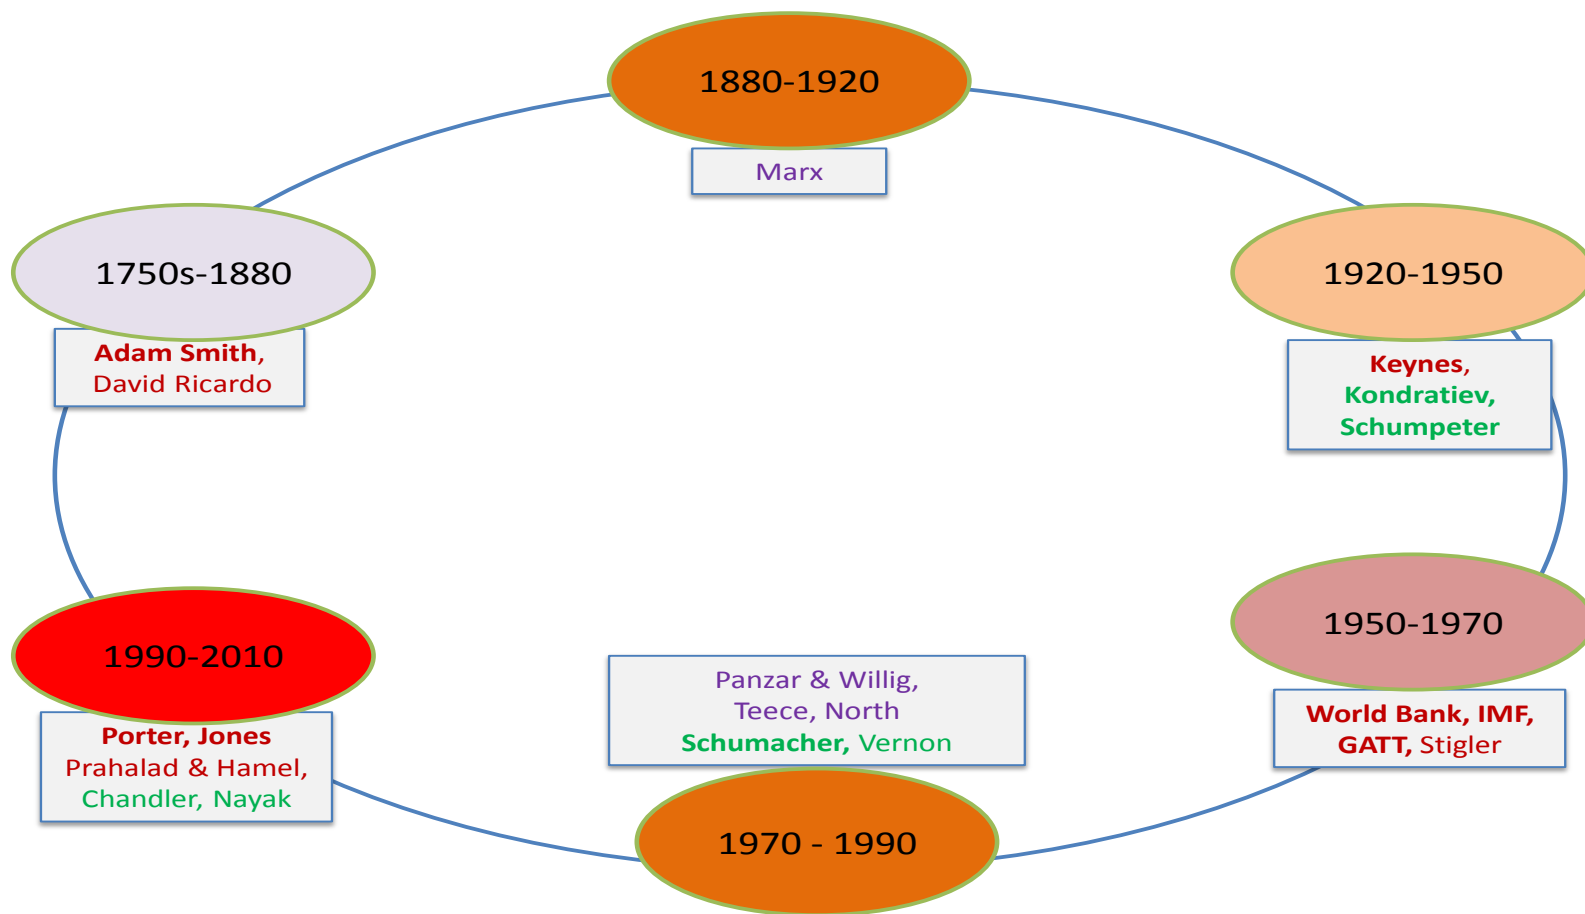 1880-1920
Marx
1750s-1880
Adam Smith,
David Ricardo
1920-1950
Keynes,
Kondratiev,
Schumpeter
1950-1970
World Bank, IMF,
GATT, Stigler
1990-2010
Porter, Jones
Prahalad & Hamel,
Chandler, Nayak
Panzar & Willig,
Teece, North
Schumacher, Vernon
1970 - 1990